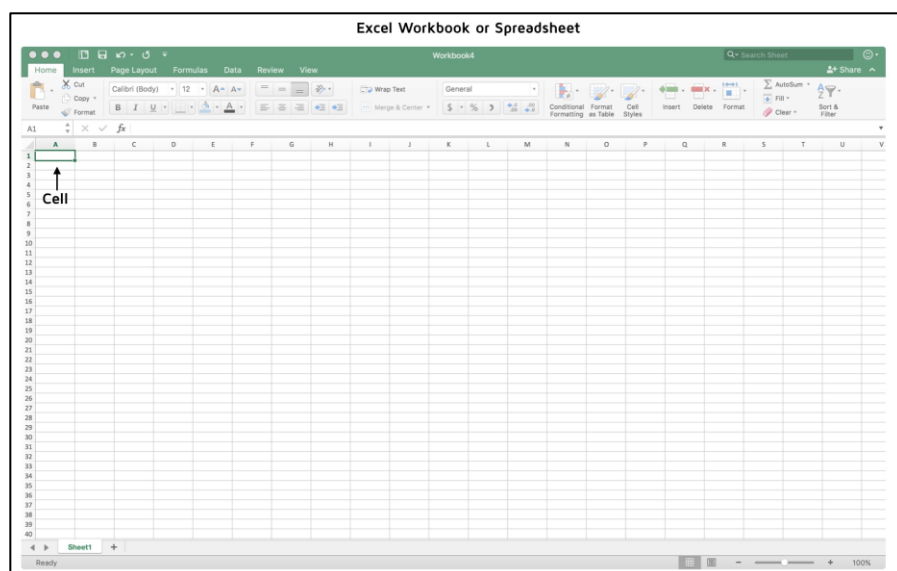 Excel Workbook or Spreadsheet
Workbook4
Search Sheet
Home Insert Page Layout Formulas Data Review View
Share
Paste
Cut
Copy
Format
Calibri (Body) 12 A A
B I U A
Wrap Text
Merge & Center
General
$ % )
Conditional Formatting
Format as Table
Cell Styles
Insert
Delete
Format
AutoSum
Fill
Clear
Sort & Filter
A1 fx
A B C D E F G H I J K L M N O P Q R S T U V
1
2
3
4
5
Cell
6
7
8
9
10
11
12
13
14
15
16
17
18
19
20
21
22
23
24
25
26
27
28
29
30
31
32
33
34
35
36
37
38
39
40
Sheet1 +
Ready
100%